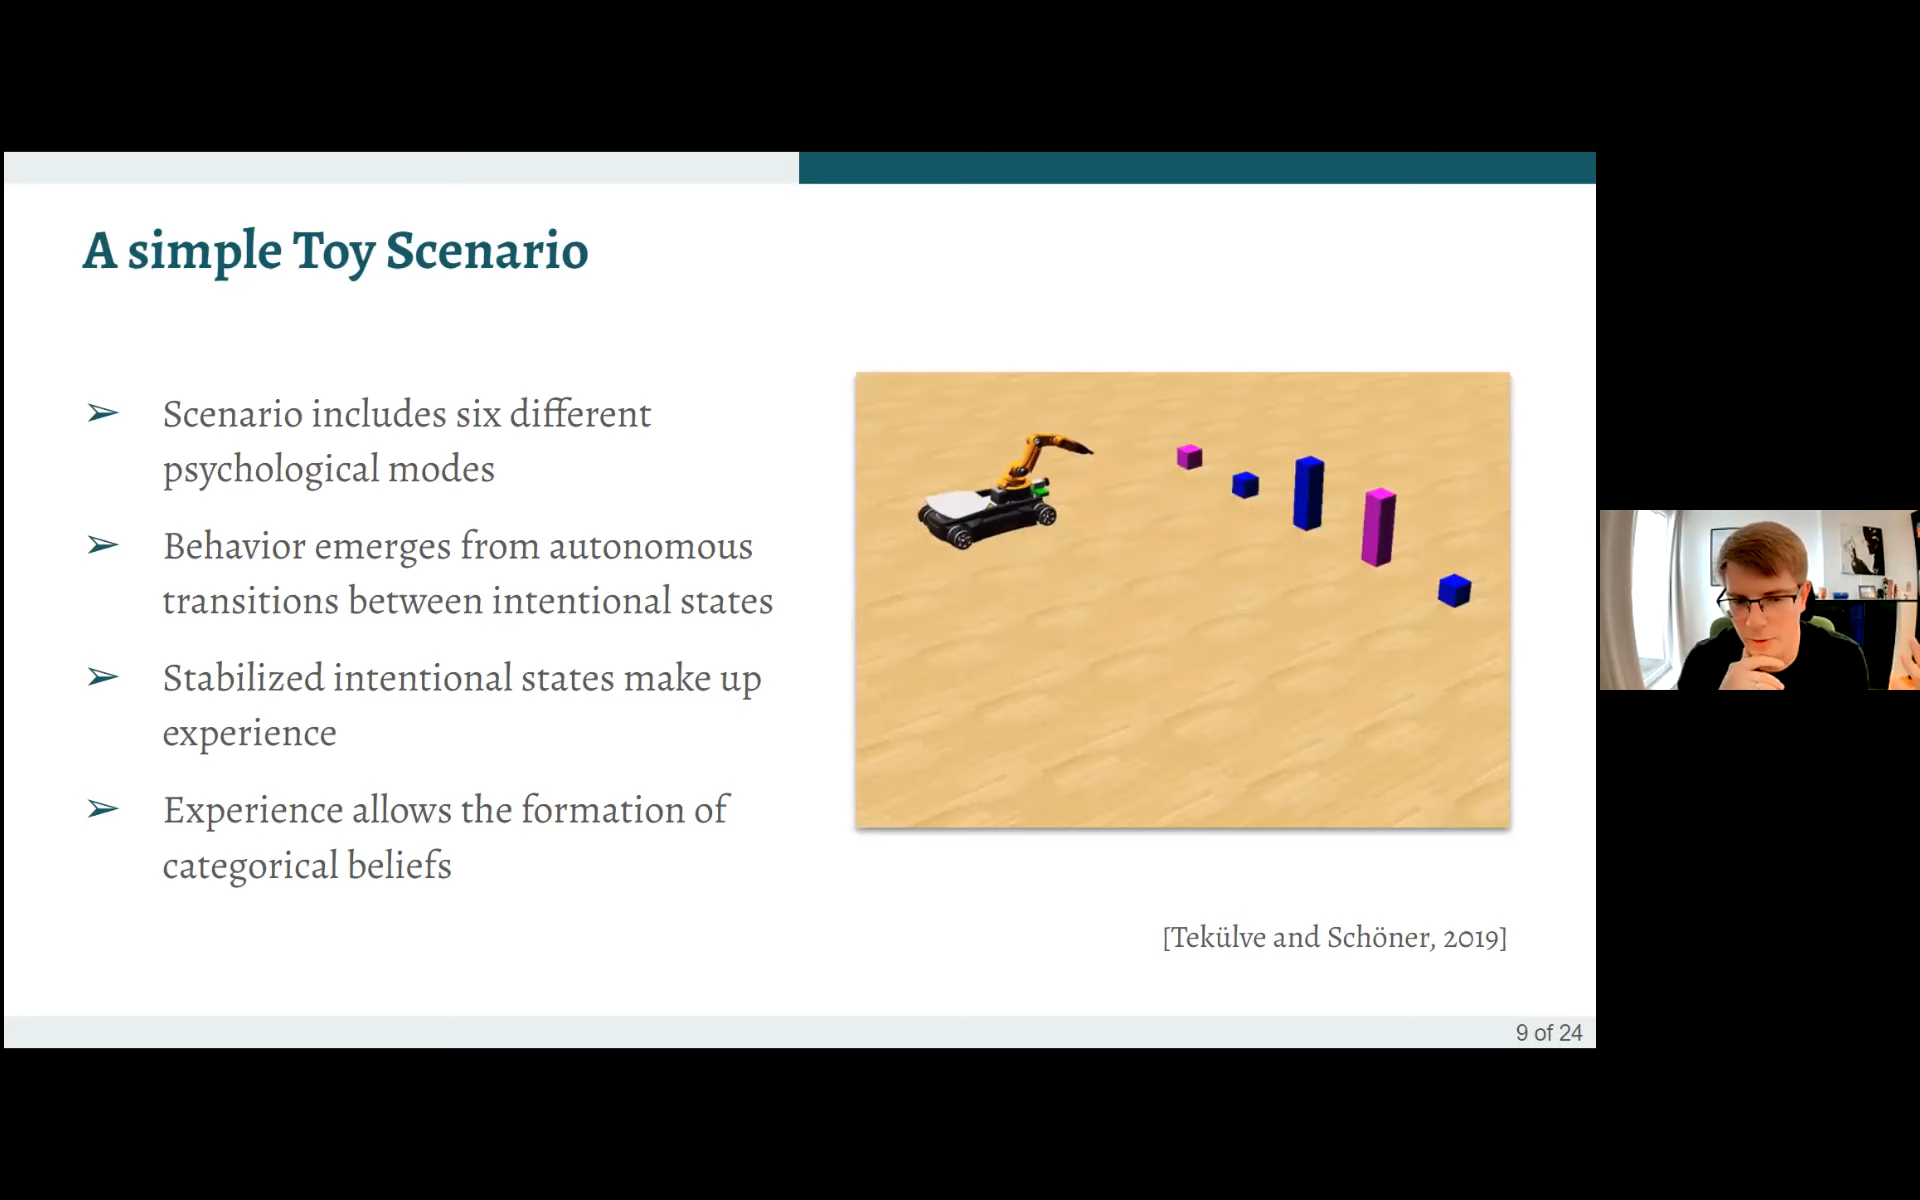 A simple Toy Scenario
➢ Scenario includes six different
psychological modes
➢ Behavior emerges from autonomous
transitions between intentional states
➢ Stabilized intentional states make up
experience
➢ Experience allows the formation of
categorical beliefs
[Tekülve and Schöner, 2019]
9 of 24